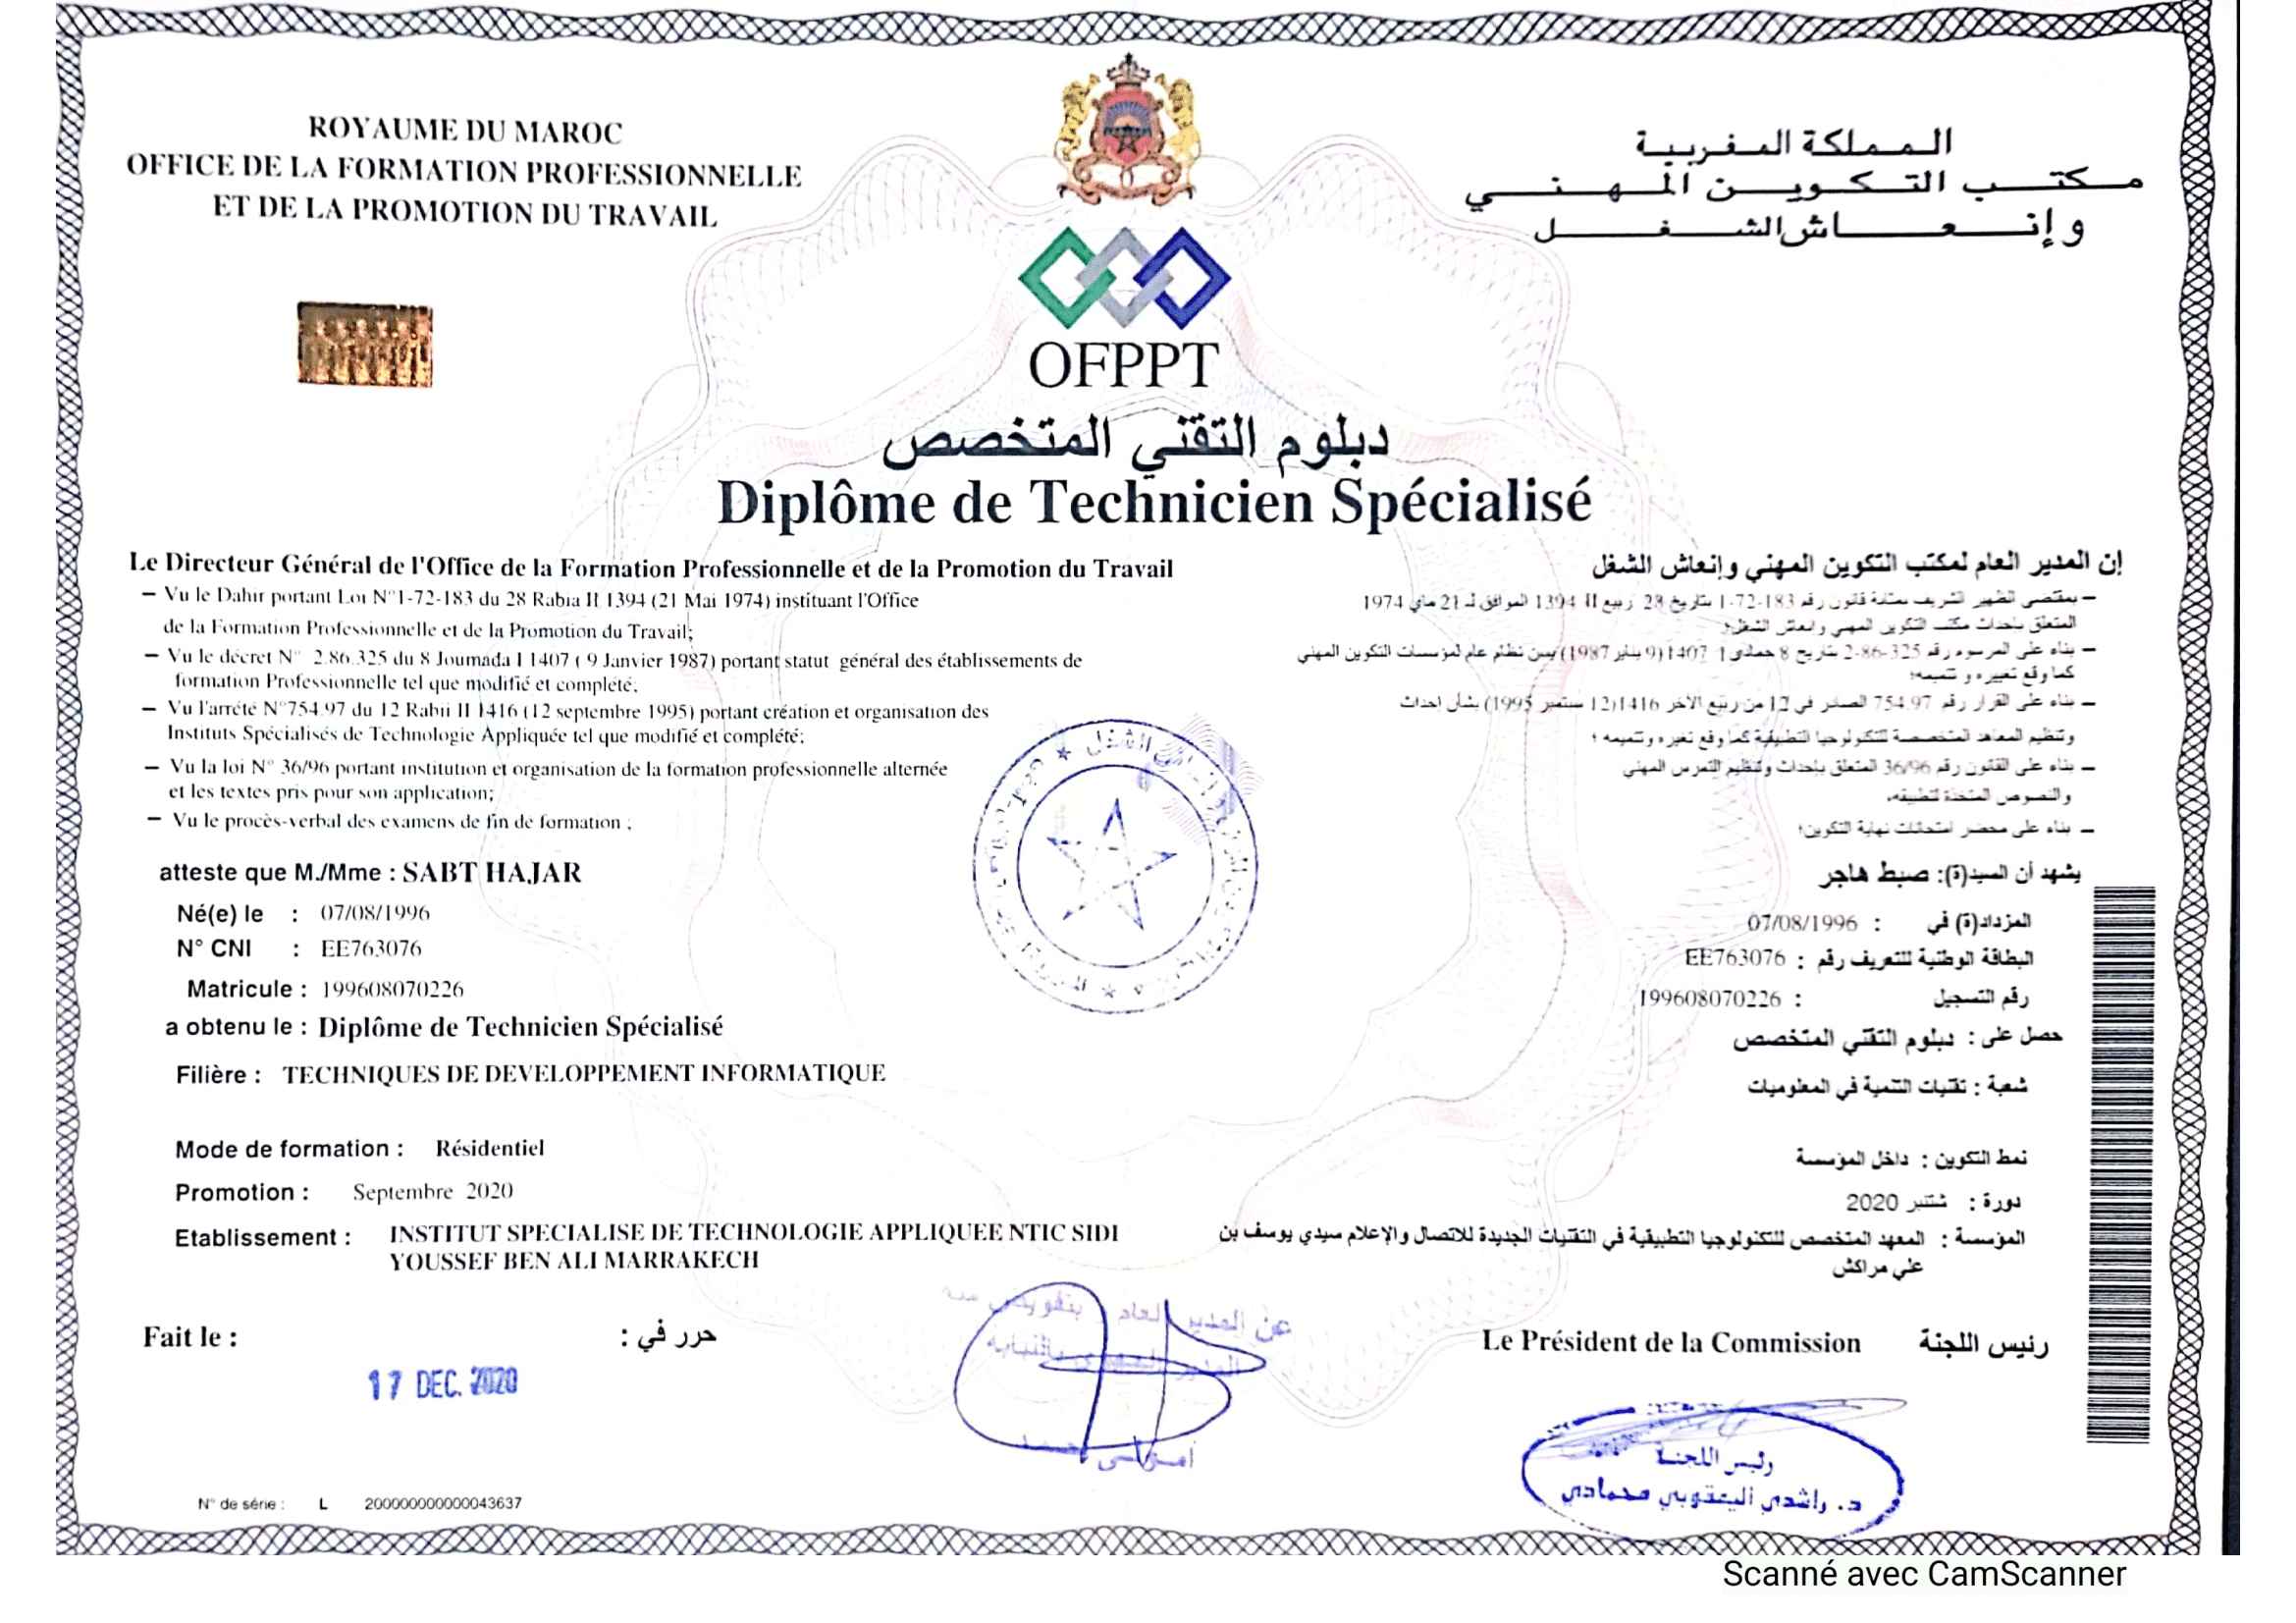 ROYAUME DU MAROC
OFFICE DE LA FORMATION PROFESSIONNELLE
ET DE LA PROMOTION DU TRAVAIL
المملكة المغربية
مكتب التكوين المهني
وإنعاش الشغل
OFPPT
دبلوم التقني المتخصص
Diplôme de Technicien Spécialisé
Le Directeur Général de l'Office de la Formation Professionnelle et de la Promotion du Travail
– Vu le Dahir portant Loi N°1-72-183 du 28 Rabia II 1394 (21 Mai 1974) instituant l'Office
de la Formation Professionnelle et de la Promotion du Travail;
– Vu le décret N° 2.86.325 du 8 Joumada I 1407 ( 9 Janvier 1987) portant statut général des établissements de
formation Professionnelle tel que modifié et complété;
– Vu l'arrêté N°754.97 du 12 Rabii II 1416 (12 septembre 1995) portant création et organisation des
Instituts Spécialisés de Technologie Appliquée tel que modifié et complété;
– Vu la loi N° 36/96 portant institution et organisation de la formation professionnelle alternée
et les textes pris pour son application;
– Vu le procès-verbal des examens de fin de formation ;
إن المدير العام لمكتب التكوين المهني وإنعاش الشغل
– بمقتضى الظهير الشريف بمثابة قانون رقم 183-72-1 بتاريخ 28 ربيع II 1394 الموافق لـ 21 ماي 1974
المتعلق بإحداث مكتب التكوين المهني وإنعاش الشغل؛
– بناء على المرسوم رقم 325-86-2 بتاريخ 8 جمادى 1 1407(9 يناير 1987) بسن نظام عام لمؤسسات التكوين المهني
كما وقع تغييره و تتميمه؛
– بناء على القرار رقم 754.97 الصادر في 12 من ربيع الآخر 1416(12 سبتمبر 1995) بشأن إحداث
وتنظيم المعاهد المتخصصة للتكنولوجيا التطبيقية كما وقع تغيره وتتميمه ؛
– بناء على القانون رقم 36/96 المتعلق بإحداث وتنظيم التمرس المهني
والنصوص المتخذة لتطبيقه،
– بناء على محضر امتحانات نهاية التكوين؛
atteste que M./Mme : SABT HAJAR
Né(e) le : 07/08/1996
N° CNI : EE763076
Matricule : 199608070226
a obtenu le : Diplôme de Technicien Spécialisé
Filière : TECHNIQUES DE DEVELOPPEMENT INFORMATIQUE
Mode de formation : Résidentiel
Promotion : Septembre 2020
Etablissement : INSTITUT SPECIALISE DE TECHNOLOGIE APPLIQUEE NTIC SIDI
YOUSSEF BEN ALI MARRAKECH
يشهد أن السيد(ة): صبط هاجر
المزداد(ة) في : 07/08/1996
البطاقة الوطنية للتعريف رقم : EE763076
رقم التسجيل : 199608070226
حصل على : دبلوم التقني المتخصص
شعبة : تقنيات التنمية في المعلوميات
نمط التكوين : داخل المؤسسة
دورة : شتنبر 2020
المؤسسة : المعهد المتخصص للتكنولوجيا التطبيقية في التقنيات الجديدة للاتصال والإعلام سيدي يوسف بن
علي مراكش
Fait le :
حرر في :
17 DEC. 2020
عن المدير العام بتفويض منه
Le Président de la Commission
رئيس اللجنة
رئيس اللجنة
د. راشدي اليعقوبي محمادي
N° de série : L 200000000000043637
Scanné avec CamScanner